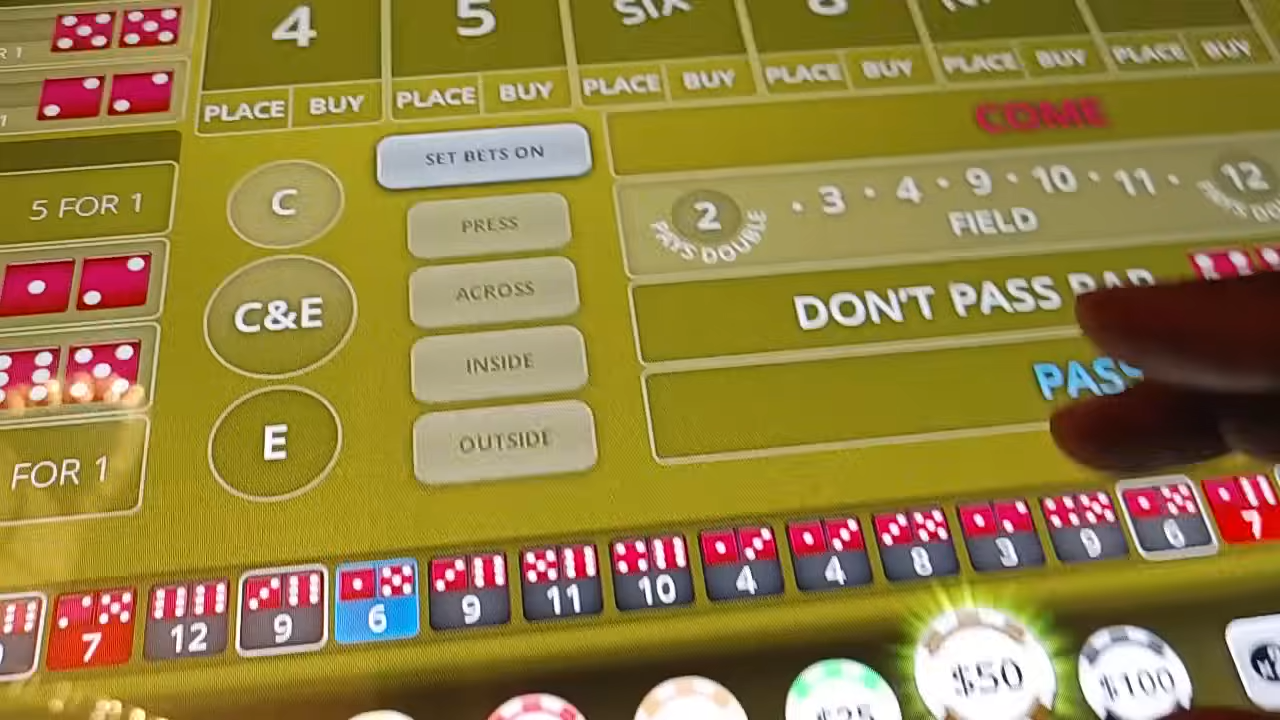 4
5
SIX
8
PLACE BUY PLACE BUY PLACE BUY PLACE BUY PLACE BUY PLACE BUY
SET BETS ON
COME
5 FOR 1
C
PRESS
2 · 3 · 4 · 9 · 10 · 11 · 12
PAYS DOUBLE
FIELD
C&E
ACROSS
DON'T PASS BAR
INSIDE
PASS
E
OUTSIDE
FOR 1
7 12 9 6 9 11 10 4 4 8 3 9 6 7
$25 $50 $100